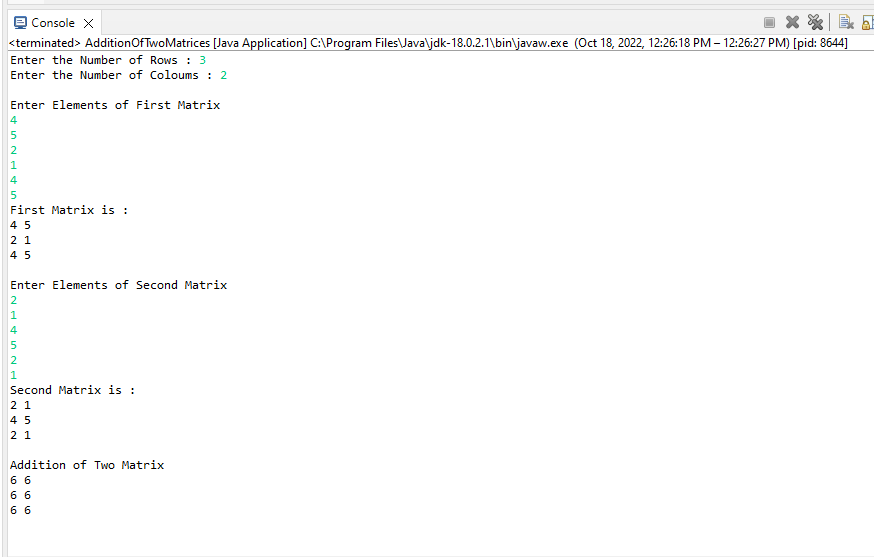 Console
<terminated> AdditionOfTwoMatrices [Java Application] C:\Program Files\Java\jdk-18.0.2.1\bin\javaw.exe (Oct 18, 2022, 12:26:18 PM – 12:26:27 PM) [pid: 8644]
Enter the Number of Rows : 3
Enter the Number of Coloums : 2
Enter Elements of First Matrix
4
5
2
1
4
5
First Matrix is :
4 5
2 1
4 5
Enter Elements of Second Matrix
2
1
4
5
2
1
Second Matrix is :
2 1
4 5
2 1
Addition of Two Matrix
6 6
6 6
6 6